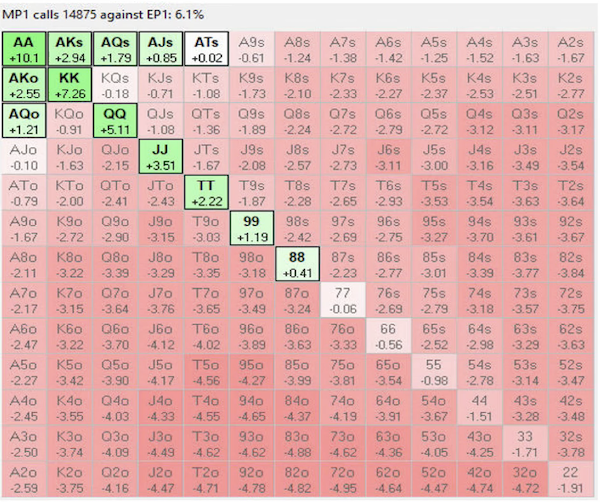 MP1 calls 14875 against EP1: 6.1%
AA AKs AQs AJs ATs A9s A8s A7s A6s A5s A4s A3s A2s
+10.1 +2.94 +1.79 +0.85 +0.02 -0.61 -1.24 -1.38 -1.42 -1.25 -1.52 -1.63 -1.67
AKo KK KQs KJs KTs K9s K8s K7s K6s K5s K4s K3s K2s
+2.55 +7.26 -0.18 -0.71 -1.08 -1.73 -2.10 -2.33 -2.27 -2.37 -2.53 -2.51 -2.77
AQo KQo QQ QJs QTs Q9s Q8s Q7s Q6s Q5s Q4s Q3s Q2s
+1.21 -0.91 +5.11 -1.08 -1.36 -1.89 -2.24 -2.72 -2.79 -2.72 -3.12 -3.11 -3.17
AJo KJo QJo JJ JTs J9s J8s J7s J6s J5s J4s J3s J2s
-0.10 -1.63 -2.15 +3.51 -1.67 -2.08 -2.57 -2.73 -3.11 -3.00 -3.16 -3.49 -3.54
ATo KTo QTo JTo TT T9s T8s T7s T6s T5s T4s T3s T2s
-0.79 -2.00 -2.41 -2.43 +2.22 -1.87 -2.28 -2.65 -2.93 -3.53 -3.54 -3.63 -3.64
A9o K9o Q9o J9o T9o 99 98s 97s 96s 95s 94s 93s 92s
-1.67 -2.72 -2.90 -3.15 -3.03 +1.19 -2.42 -2.69 -2.75 -3.27 -3.70 -3.61 -3.67
A8o K8o Q8o J8o T8o 98o 88 87s 86s 85s 84s 83s 82s
-2.11 -3.22 -3.39 -3.29 -3.35 -3.18 +0.41 -2.23 -2.77 -3.01 -3.39 -3.77 -3.84
A7o K7o Q7o J7o T7o 97o 87o 77 76s 75s 74s 73s 72s
-2.17 -3.15 -3.64 -3.76 -3.65 -3.49 -3.24 -0.06 -2.69 -2.79 -3.18 -3.57 -3.75
A6o K6o Q6o J6o T6o 96o 86o 76o 66 65s 64s 63s 62s
-2.47 -3.22 -3.70 -4.12 -4.02 -3.89 -3.63 -3.33 -0.56 -2.52 -2.98 -3.29 -3.63
A5o K5o Q5o J5o T5o 95o 85o 75o 65o 55 54s 53s 52s
-2.27 -3.42 -3.90 -4.17 -4.56 -4.27 -3.99 -3.81 -3.54 -0.98 -2.78 -3.14 -3.47
A4o K4o Q4o J4o T4o 94o 84o 74o 64o 54o 44 43s 42s
-2.45 -3.55 -4.03 -4.33 -4.55 -4.65 -4.37 -4.19 -3.91 -3.67 -1.51 -3.28 -3.48
A3o K3o Q3o J3o T3o 93o 83o 73o 63o 53o 43o 33 32s
-2.50 -3.74 -4.09 -4.49 -4.62 -4.62 -4.69 -4.62 -4.36 -4.05 -4.25 -1.71 -3.78
A2o K2o Q2o J2o T2o 92o 82o 72o 62o 52o 42o 32o 22
-2.59 -3.75 -4.16 -4.47 -4.71 -4.78 -4.82 -4.95 -4.64 -4.47 -4.74 -4.72 -1.91